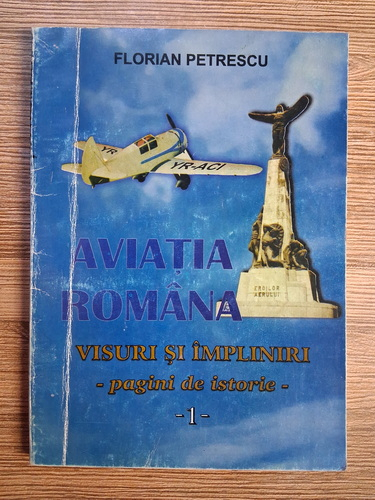 FLORIAN PETRESCU
YR-ACI
EROILOR
AERULUI
AVIAȚIA
ROMÂNA
VISURI ȘI ÎMPLINIRI
- pagini de istorie -
-1-